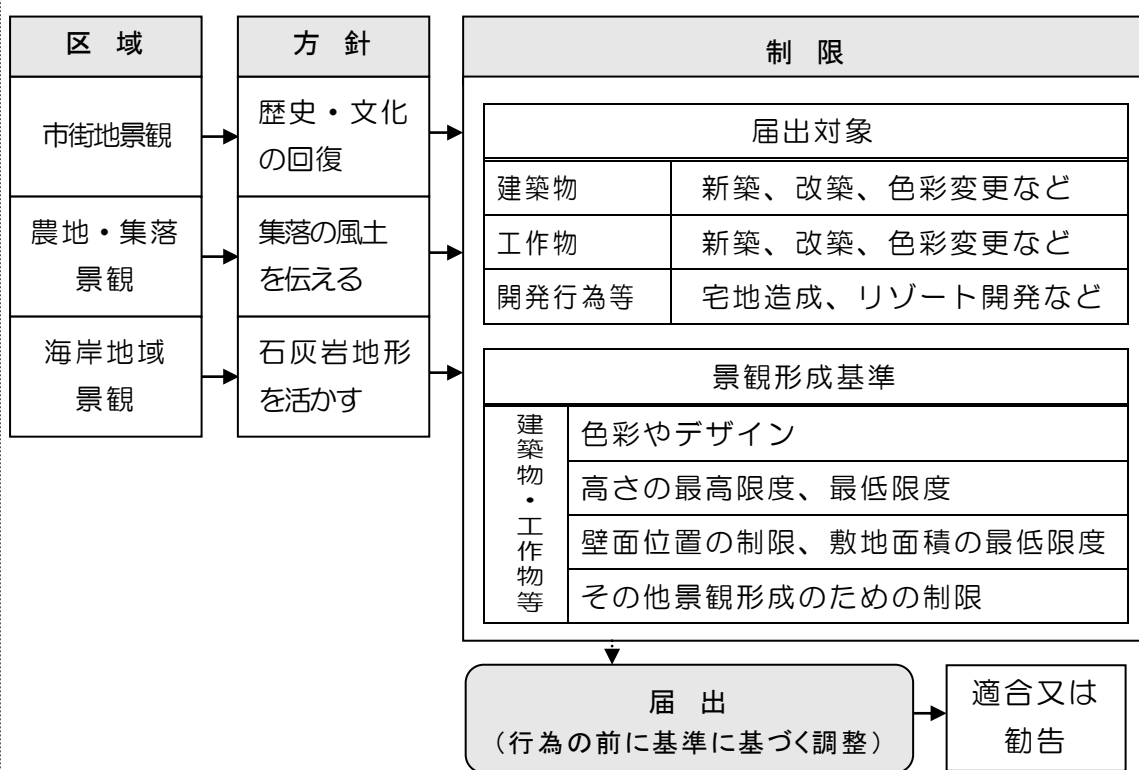 区 域
市街地景観
農地・集落
景観
海岸地域
景観
方 針
歴史・文化
の回復
集落の風土
を伝える
石灰岩地形
を活かす
制 限
届出対象
建築物 新築、改築、色彩変更など
工作物 新築、改築、色彩変更など
開発行為等 宅地造成、リゾート開発など
景観形成基準
建築物・工作物等
色彩やデザイン
高さの最高限度、最低限度
壁面位置の制限、敷地面積の最低限度
その他景観形成のための制限
届 出
(行為の前に基準に基づく調整)
適合又は
勧告